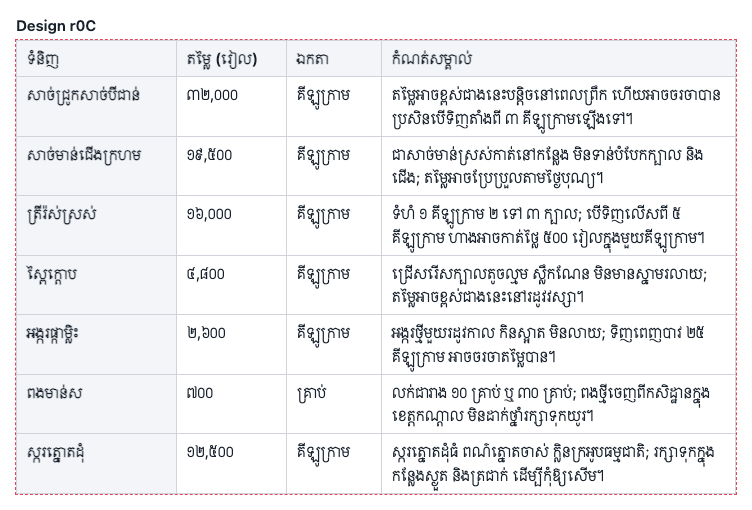 Design r0C
ទំនិញ តម្លៃ (រៀល) ឯកតា កំណត់សម្គាល់
សាច់ជ្រូកសាច់បីជាន់ ៣២,០០០ គីឡូក្រាម តម្លៃអាចខ្ពស់ជាងនេះបន្តិចនៅពេលព្រឹក ហើយអាចចរចាបាន
ប្រសិនបើទិញតាំងពី ៣ គីឡូក្រាមឡើងទៅ។
សាច់មាន់ជើងក្រហម ១៩,៥០០ គីឡូក្រាម ជាសាច់មាន់ស្រស់កាត់នៅកន្លែង មិនទាន់បំបែកក្បាល និង
ជើង; តម្លៃអាចប្រែប្រួលតាមថ្ងៃបុណ្យ។
ត្រីរ៉ស់ស្រស់ ១៦,០០០ គីឡូក្រាម ទំហំ ១ គីឡូក្រាម ២ ទៅ ៣ ក្បាល; បើទិញលើសពី ៥
គីឡូក្រាម ហាងអាចកាត់ថ្លៃ ៥០០ រៀលក្នុងមួយគីឡូក្រាម។
ស្ពៃក្តោប ៤,៨០០ គីឡូក្រាម ជ្រើសរើសក្បាលតូចល្មម ស្លឹកណែន មិនមានស្នាមរលាយ;
តម្លៃអាចខ្ពស់ជាងនេះនៅរដូវវស្សា។
អង្ករផ្កាម្លិះ ២,៦០០ គីឡូក្រាម អង្ករថ្មីមួយរដូវកាល កិនស្អាត មិនលាយ; ទិញពេញបាវ ២៥
គីឡូក្រាម អាចចរចាតម្លៃបាន។
ពងមាន់ស ៧០០ គ្រាប់ លក់ជារាង ១០ គ្រាប់ ឬ ៣០ គ្រាប់; ពងថ្មីចេញពីកសិដ្ឋានក្នុង
ខេត្តកណ្តាល មិនដាក់ថ្នាំរក្សាទុកយូរ។
ស្ករត្នោតដុំ ១២,៥០០ គីឡូក្រាម ស្ករត្នោតដុំធំ ពណ៌ត្នោតចាស់ ក្លិនក្រអូបធម្មជាតិ; រក្សាទុកក្នុង
កន្លែងស្ងួត និងត្រជាក់ ដើម្បីកុំឱ្យសើម។